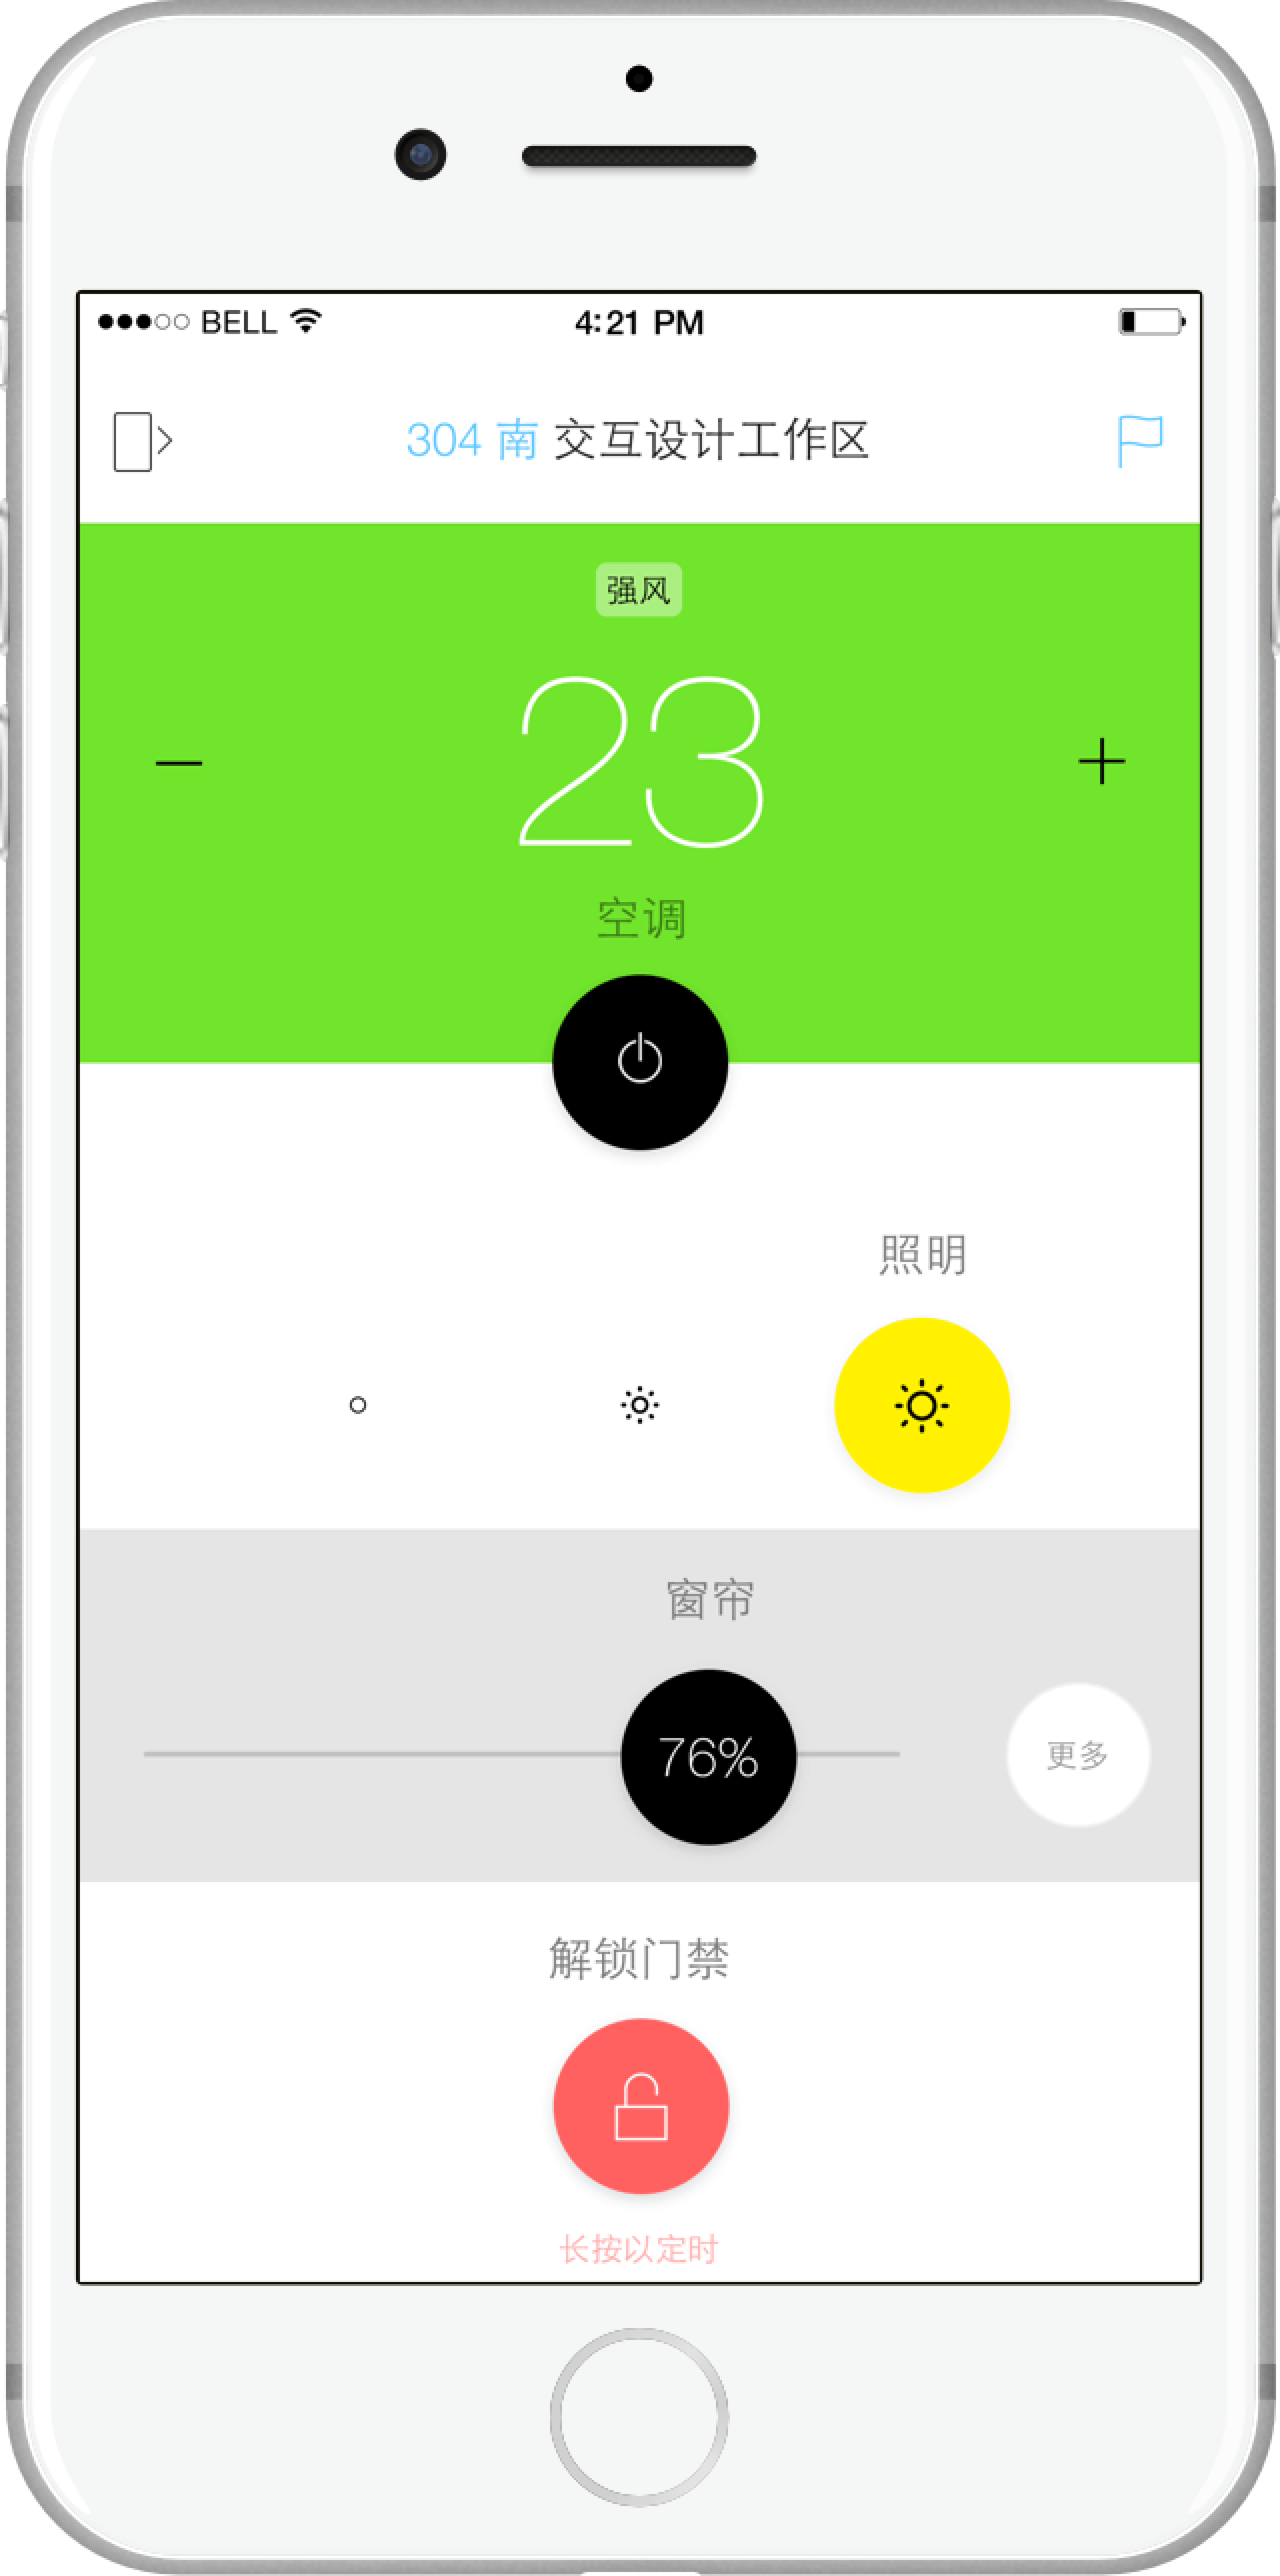 BELL 4:21 PM
304 南 交互设计工作区
强风
23
空调
照明
窗帘
76%
更多
解锁门禁
长按以定时